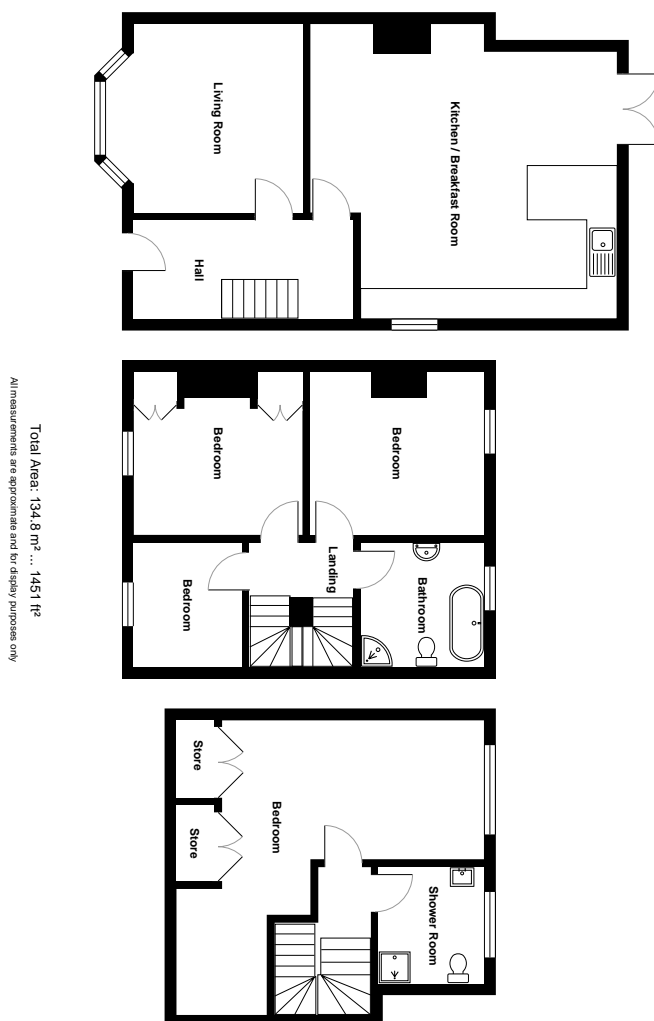 Living Room
Kitchen / Breakfast Room
Hall
Bedroom
Bedroom
Landing
Bedroom
Bathroom
Store
Store
Bedroom
Shower Room
Total Area: 134.8 m² ... 1451 ft²
All measurements are approximate and for display purposes only